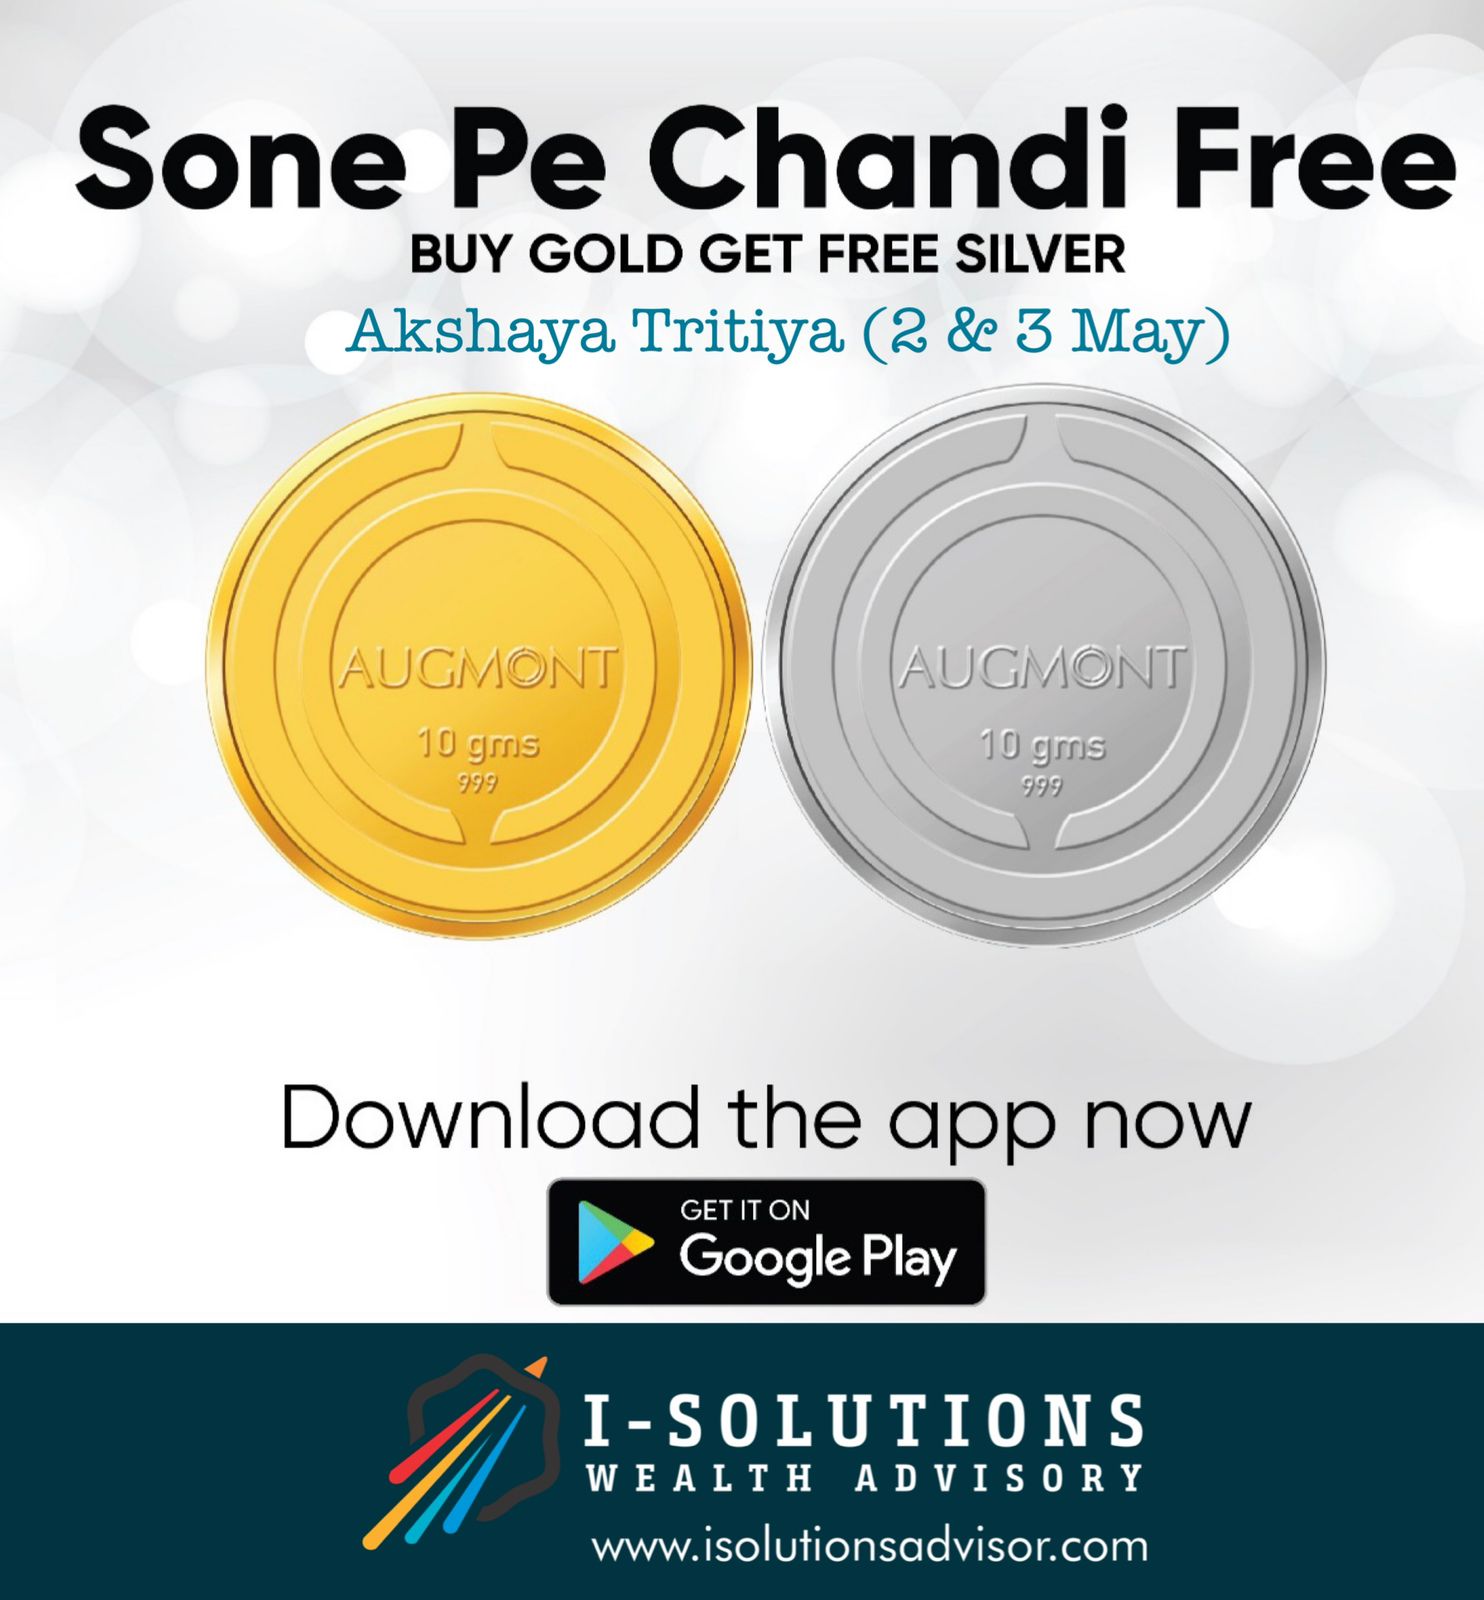 Sone Pe Chandi Free
BUY GOLD GET FREE SILVER
Akshaya Tritiya (2 & 3 May)
AUGMONT
10 gms
999
AUGMONT
10 gms
999
Download the app now
GET IT ON
Google Play
I-SOLUTIONS
WEALTH ADVISORY
www.isolutionsadvisor.com